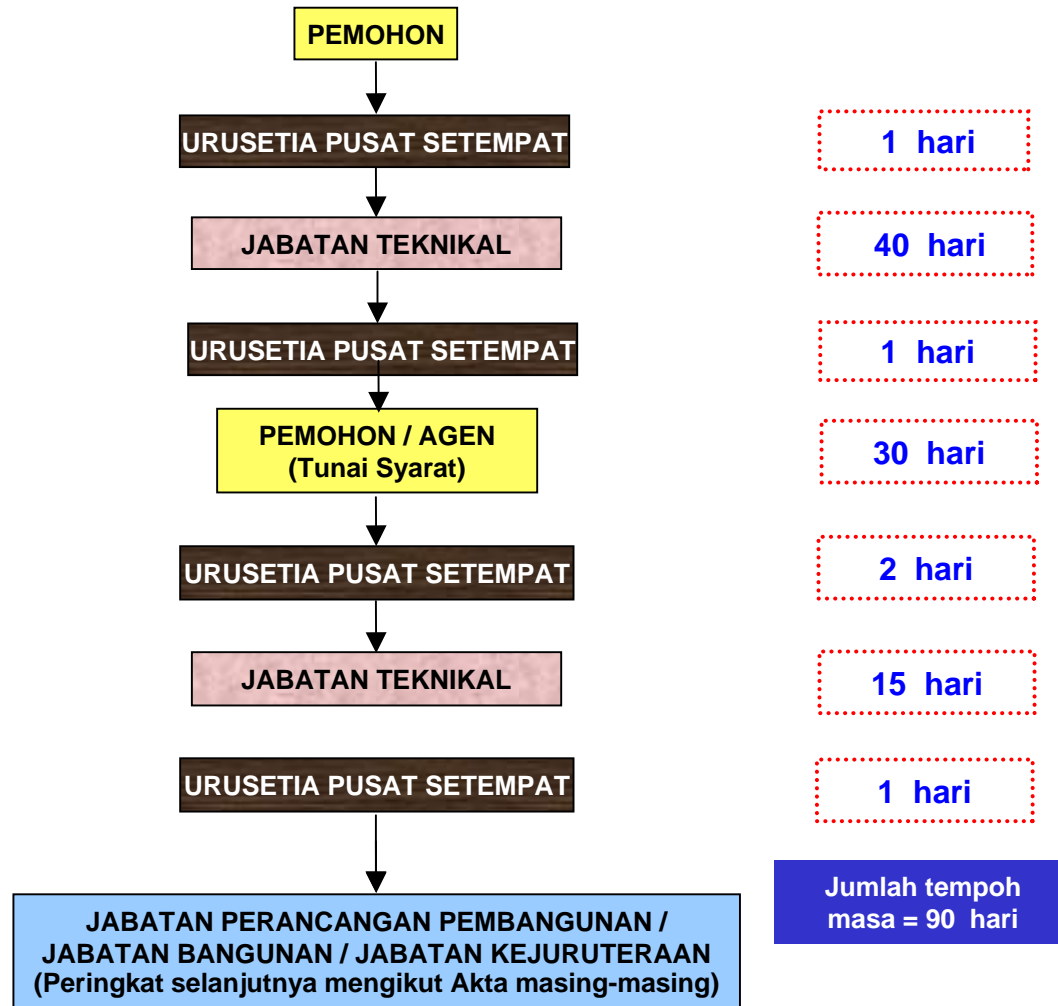 PEMOHON
URUSETIA PUSAT SETEMPAT
1 hari
JABATAN TEKNIKAL
40 hari
URUSETIA PUSAT SETEMPAT
1 hari
PEMOHON / AGEN
(Tunai Syarat)
30 hari
URUSETIA PUSAT SETEMPAT
2 hari
JABATAN TEKNIKAL
15 hari
URUSETIA PUSAT SETEMPAT
1 hari
JABATAN PERANCANGAN PEMBANGUNAN /
JABATAN BANGUNAN / JABATAN KEJURUTERAAN
(Peringkat selanjutnya mengikut Akta masing-masing)
Jumlah tempoh
masa = 90 hari